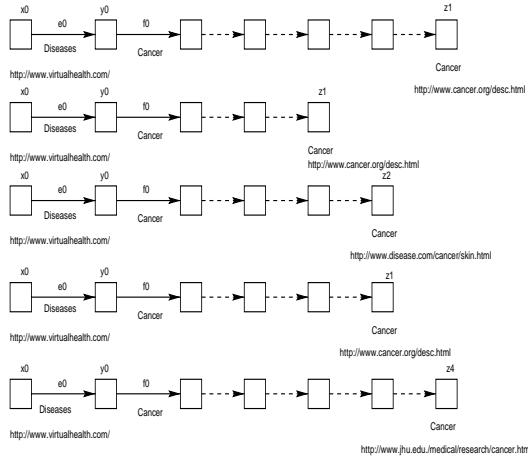 x0 e0 y0 f0 z1
Diseases Cancer
Cancer
http://www.virtualhealth.com/
http://www.cancer.org/desc.html
x0 e0 y0 f0 z1
Diseases Cancer
Cancer
http://www.virtualhealth.com/
http://www.cancer.org/desc.html
x0 e0 y0 f0 z2
Diseases Cancer
Cancer
http://www.virtualhealth.com/
http://www.disease.com/cancer/skin.html
x0 e0 y0 f0 z1
Diseases Cancer
Cancer
http://www.virtualhealth.com/
http://www.cancer.org/desc.html
x0 e0 y0 f0 z4
Diseases Cancer
Cancer
http://www.virtualhealth.com/
http://www.jhu.edu./medical/research/cancer.htm